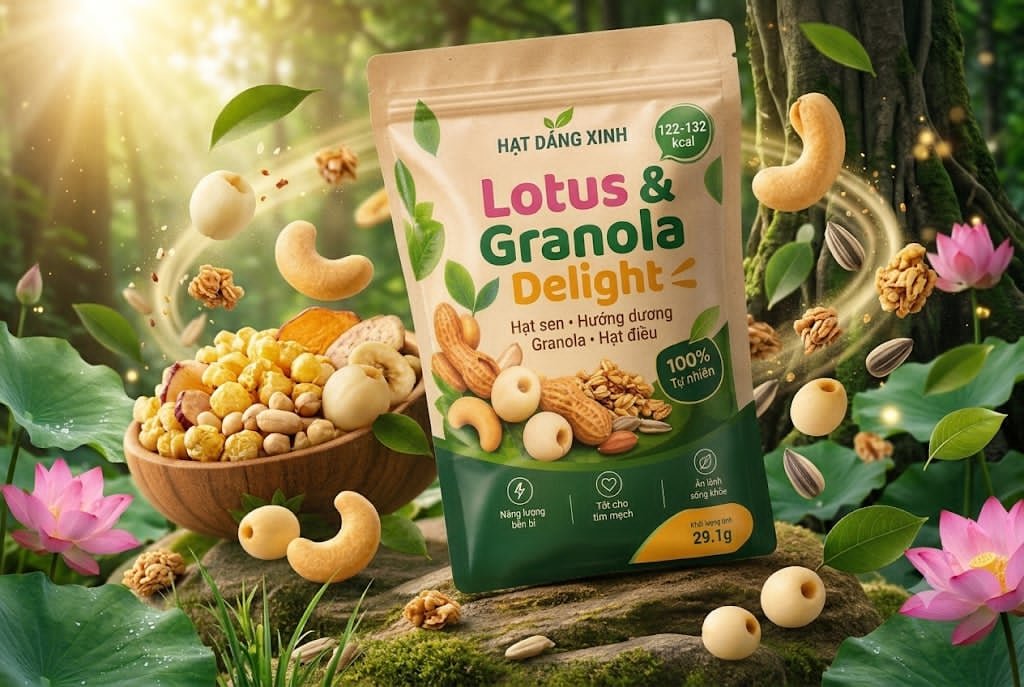 HẠT DÁNG XINH
122-132
kcal
Lotus &
Granola
Delight
Hạt sen • Hướng dương
Granola • Hạt điều
100%
Tự nhiên
Năng lượng
bền bỉ
Tốt cho
tim mạch
Ăn lành
sống khỏe
Khối lượng tịnh
29.1g